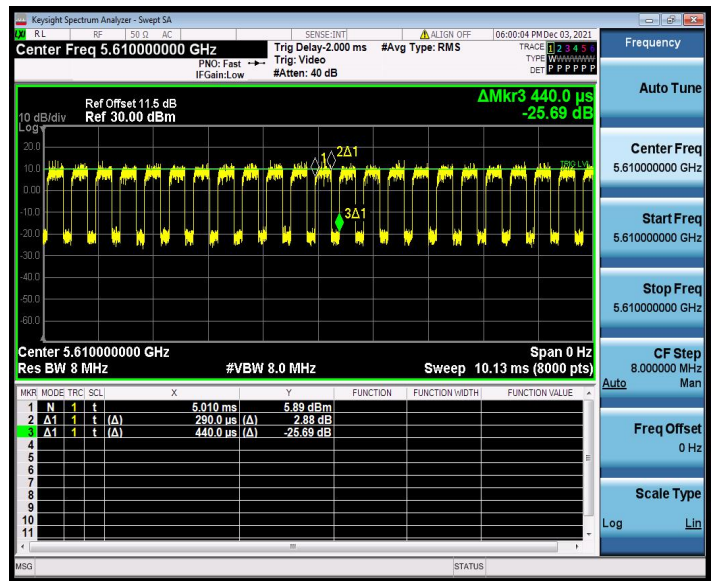 Keysight Spectrum Analyzer - Swept SA
RL RF 50 Ω AC SENSE:INT ALIGN OFF 06:00:04 PM Dec 03, 2021
Center Freq 5.610000000 GHz
PNO: Fast
IFGain:Low
Trig Delay-2.000 ms
Trig: Video
#Atten: 40 dB
#Avg Type: RMS
TRACE 1 2 3 4 5 6
TYPE WWWWWW
DET P P P P P P
Frequency
Auto Tune
Center Freq
5.610000000 GHz
Start Freq
5.610000000 GHz
Stop Freq
5.610000000 GHz
CF Step
8.000000 MHz
Auto Man
Freq Offset
0 Hz
Scale Type
Log Lin
ΔMkr3 440.0 µs
-25.69 dB
Ref Offset 11.5 dB
10 dB/div Ref 30.00 dBm
Log
20.0
10.0
0.00
-10.0
-20.0
-30.0
-40.0
-50.0
-60.0
1
2Δ1
3Δ1
TRIG LVL
Center 5.610000000 GHz Span 0 Hz
Res BW 8 MHz #VBW 8.0 MHz Sweep 10.13 ms (8000 pts)
MKR MODE TRC SCL X Y FUNCTION FUNCTION WIDTH FUNCTION VALUE
1 N 1 t 5.010 ms 5.89 dBm
2 Δ1 1 t (Δ) 290.0 µs (Δ) 2.88 dB
3 Δ1 1 t (Δ) 440.0 µs (Δ) -25.69 dB
4
5
6
7
8
9
10
11
MSG STATUS